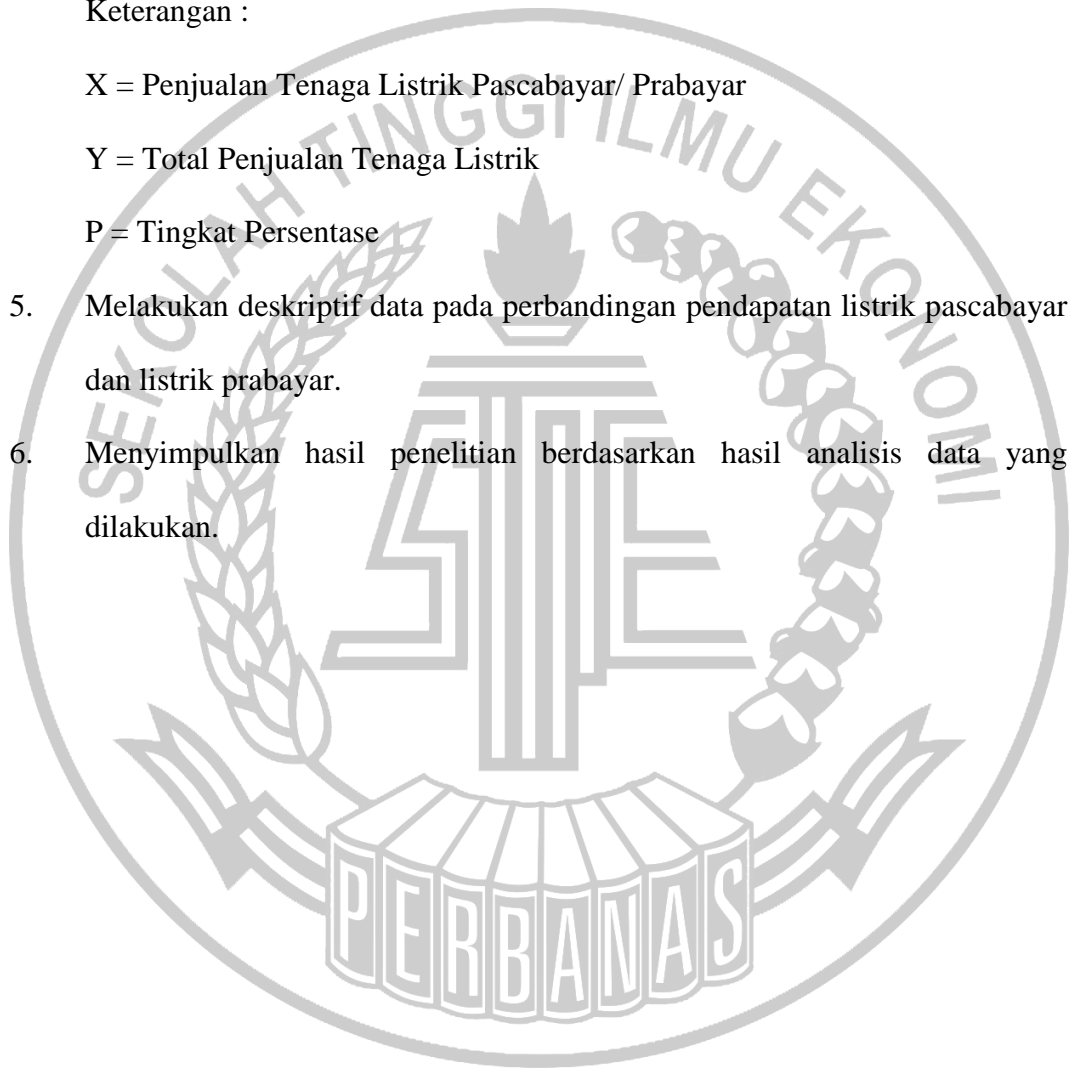 Keterangan :
X = Penjualan Tenaga Listrik Pascabayar/ Prabayar
Y = Total Penjualan Tenaga Listrik
P = Tingkat Persentase
5. Melakukan deskriptif data pada perbandingan pendapatan listrik pascabayar
dan listrik prabayar.
6. Menyimpulkan hasil penelitian berdasarkan hasil analisis data yang
dilakukan.
SEKOLAH TINGGI ILMU EKONOMI
STIE
PERBANAS